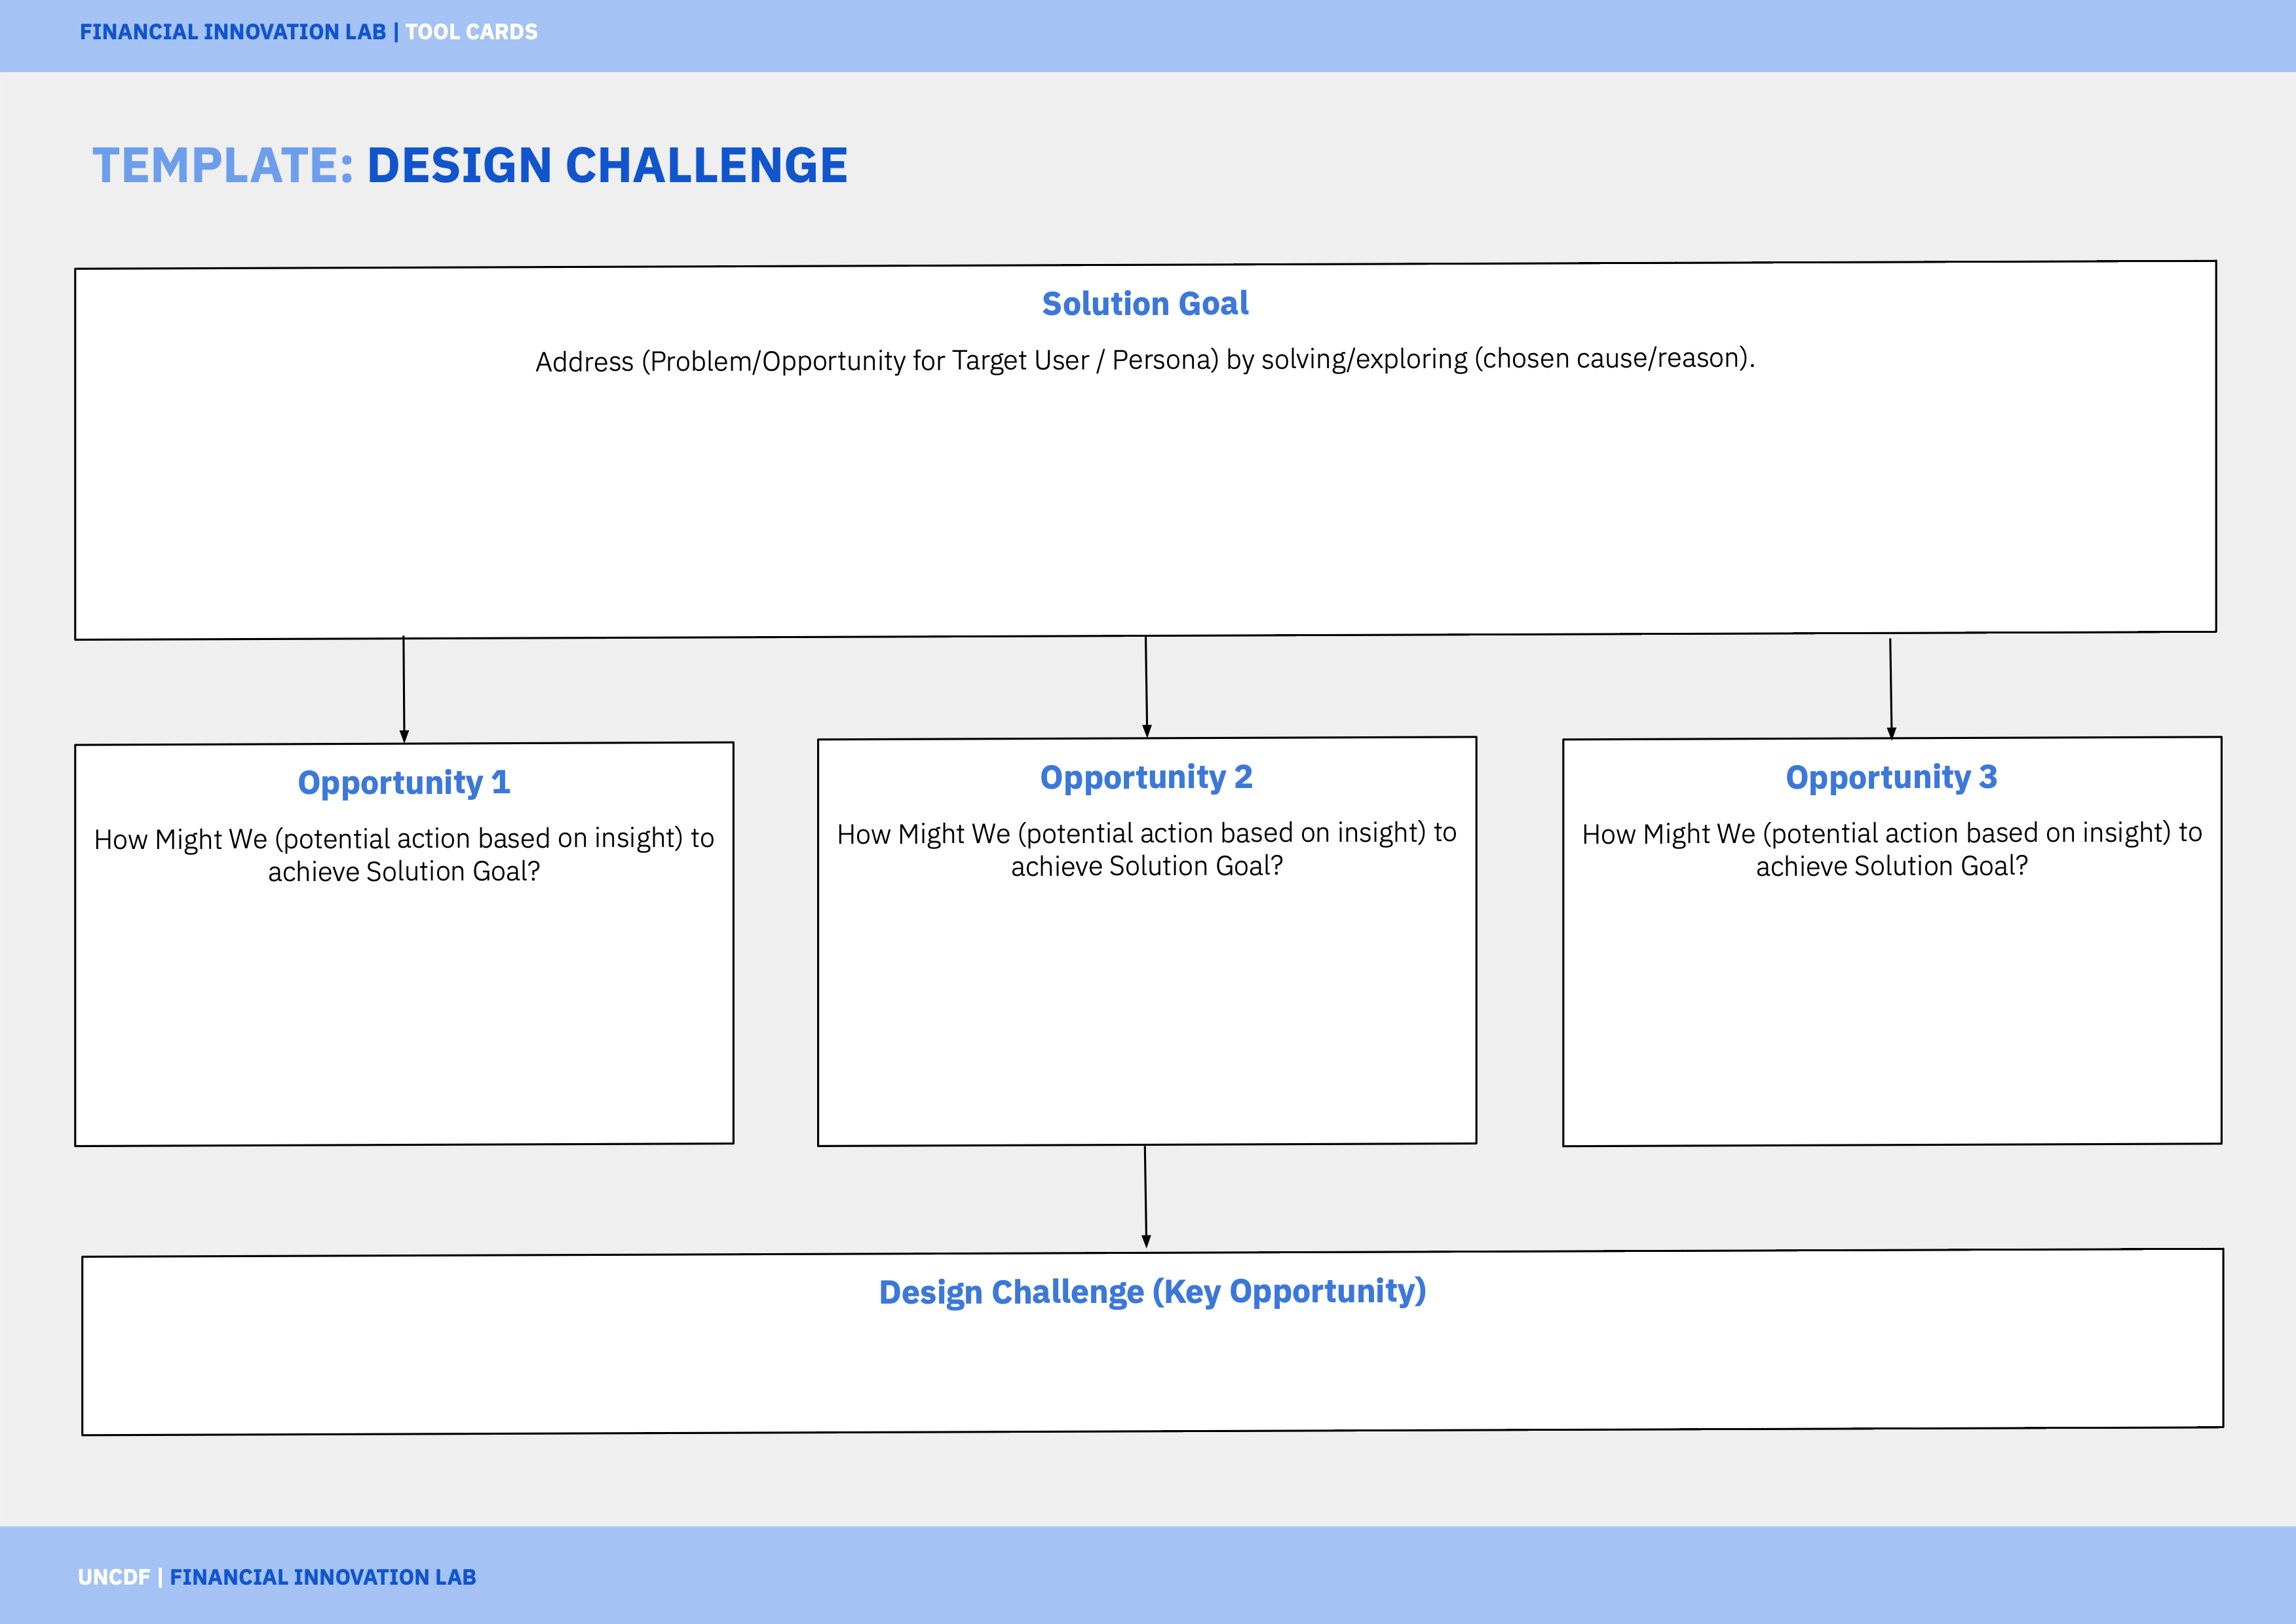 FINANCIAL INNOVATION LAB | TOOL CARDS
TEMPLATE: DESIGN CHALLENGE
Solution Goal
Address (Problem/Opportunity for Target User / Persona) by solving/exploring (chosen cause/reason).
Opportunity 1
How Might We (potential action based on insight) to
achieve Solution Goal?
Opportunity 2
How Might We (potential action based on insight) to
achieve Solution Goal?
Opportunity 3
How Might We (potential action based on insight) to
achieve Solution Goal?
Design Challenge (Key Opportunity)
UNCDF | FINANCIAL INNOVATION LAB